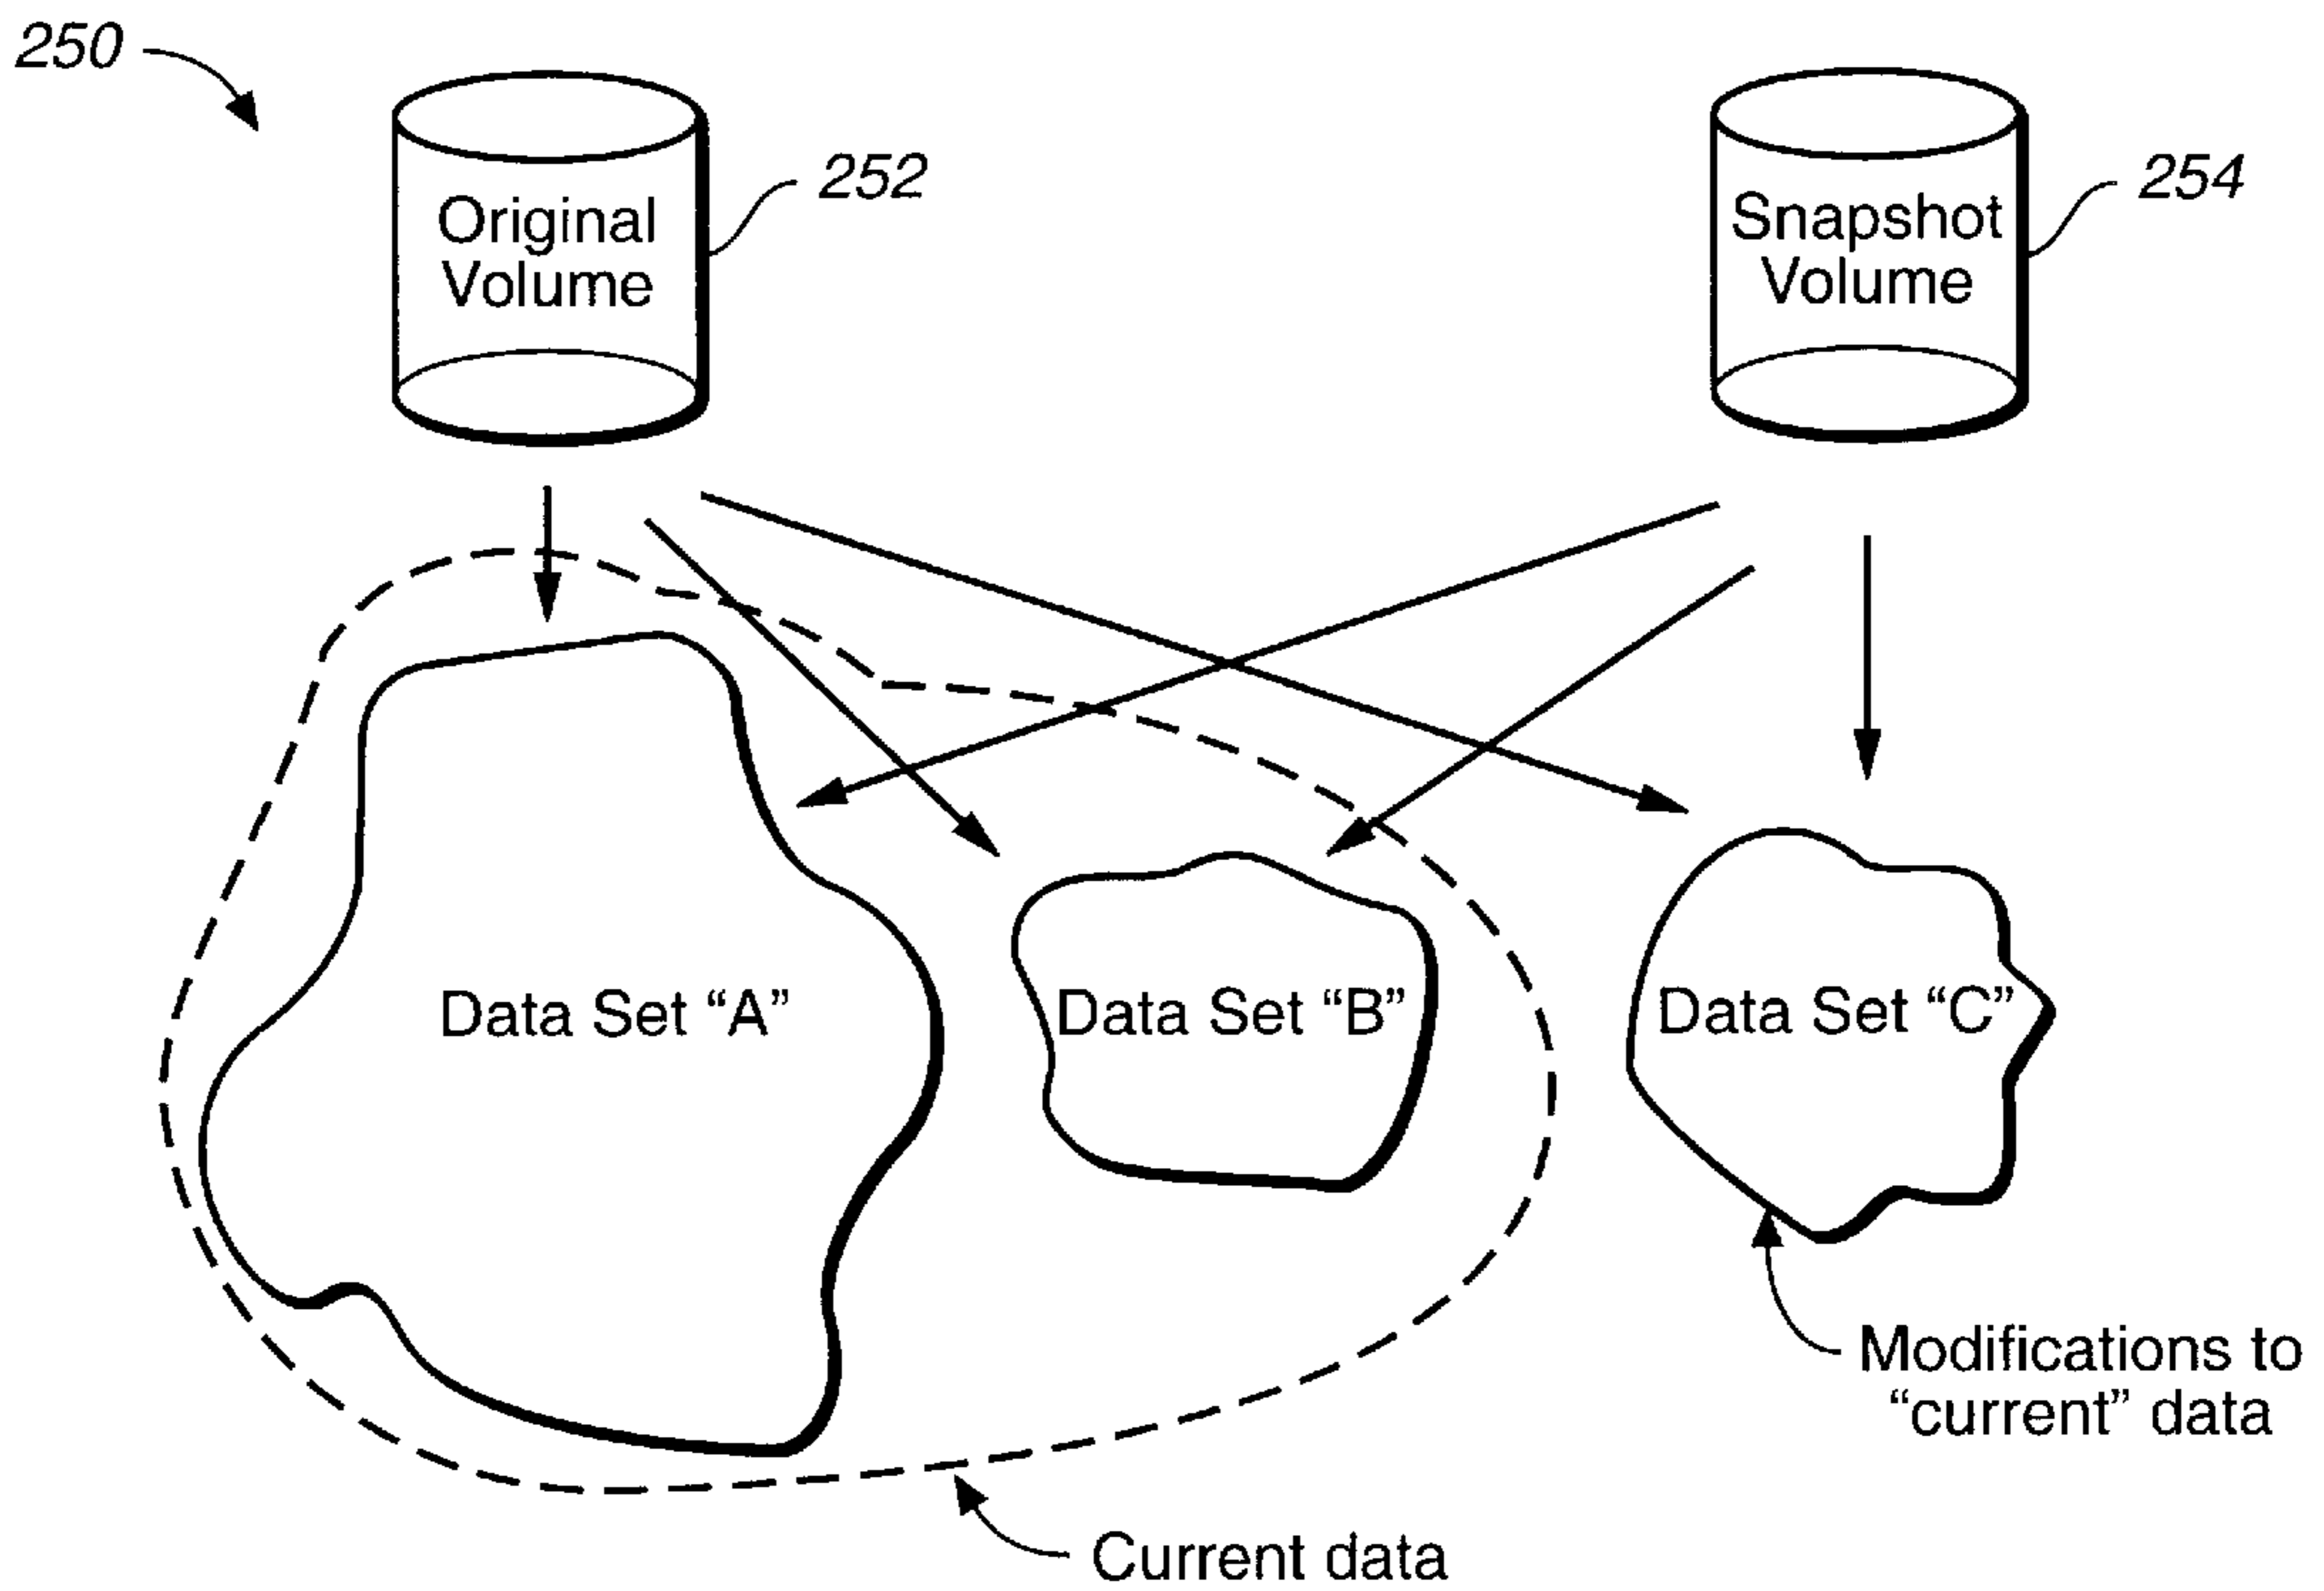 250
252
254
Original
Volume
Snapshot
Volume
Data Set “A”
Data Set “B”
Data Set “C”
Modifications to
“current” data
Current data